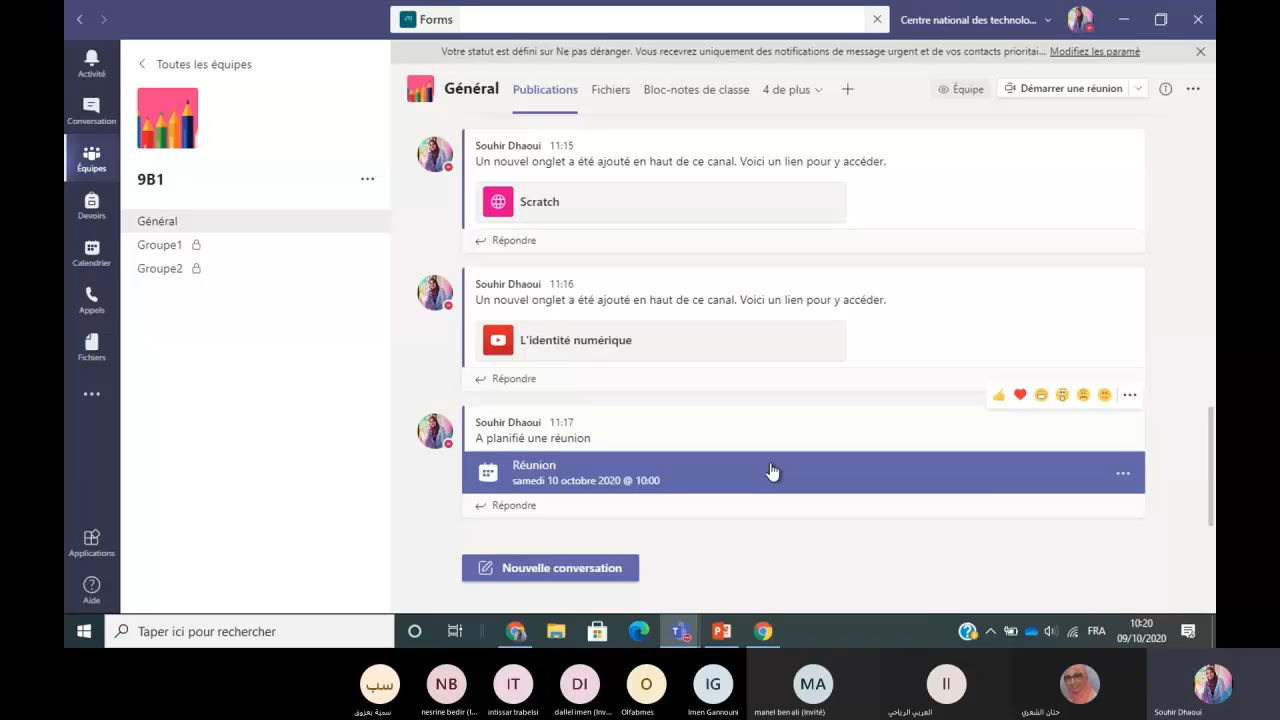 Forms
Centre national des technolo...
Votre statut est défini sur Ne pas déranger. Vous recevrez uniquement des notifications de message urgent et de vos contacts prioritai... Modifiez les paramè
Activité
Conversation
Équipes
Devoirs
Calendrier
Appels
Fichiers
Applications
Aide
Toutes les équipes
9B1
Général
Groupe1
Groupe2
Général
Publications
Fichiers
Bloc-notes de classe
4 de plus
Équipe
Démarrer une réunion
Souhir Dhaoui 11:15
Un nouvel onglet a été ajouté en haut de ce canal. Voici un lien pour y accéder.
Scratch
Répondre
Souhir Dhaoui 11:16
Un nouvel onglet a été ajouté en haut de ce canal. Voici un lien pour y accéder.
L'identité numérique
Répondre
Souhir Dhaoui 11:17
A planifié une réunion
Réunion
samedi 10 octobre 2020 @ 10:00
Répondre
Nouvelle conversation
Taper ici pour rechercher
FRA
10:20
09/10/2020
سب
NB
IT
DI
O
IG
MA
II
سمية بعزوق
nesrine bedir (I...
intissar trabelsi
dallel imen (Inv...
Olfabmes
Imen Gannouni
manel ben ali (Invité)
العربي الرياحي
حنان الشعري
Souhir Dhaoui